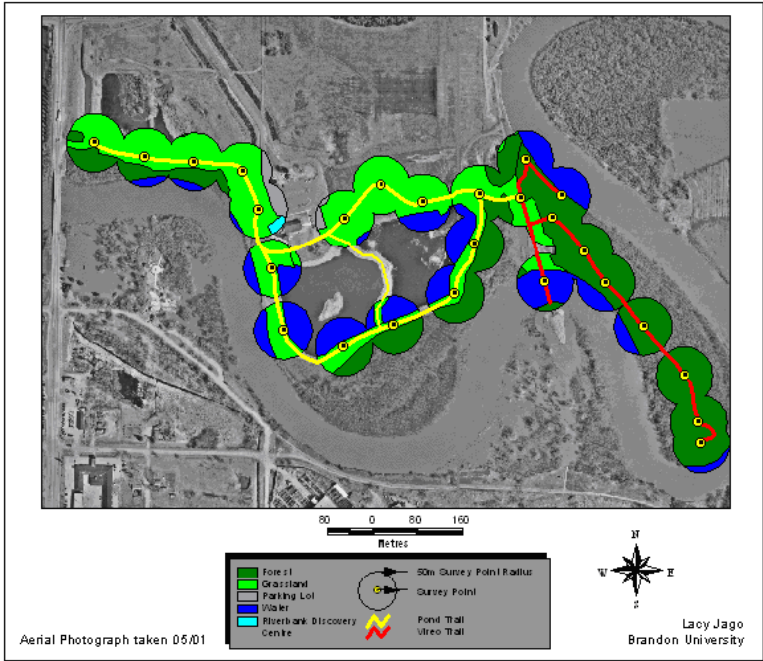 80 0 80 160
Metres
Forest
Grassland
Parking Lot
Water
Riverbank Discovery
Centre
50m Survey Point Radius
Survey Point
Pond Trail
Vireo Trail
N
W E
S
Aerial Photograph taken 05/01
Lacy Jago
Brandon University